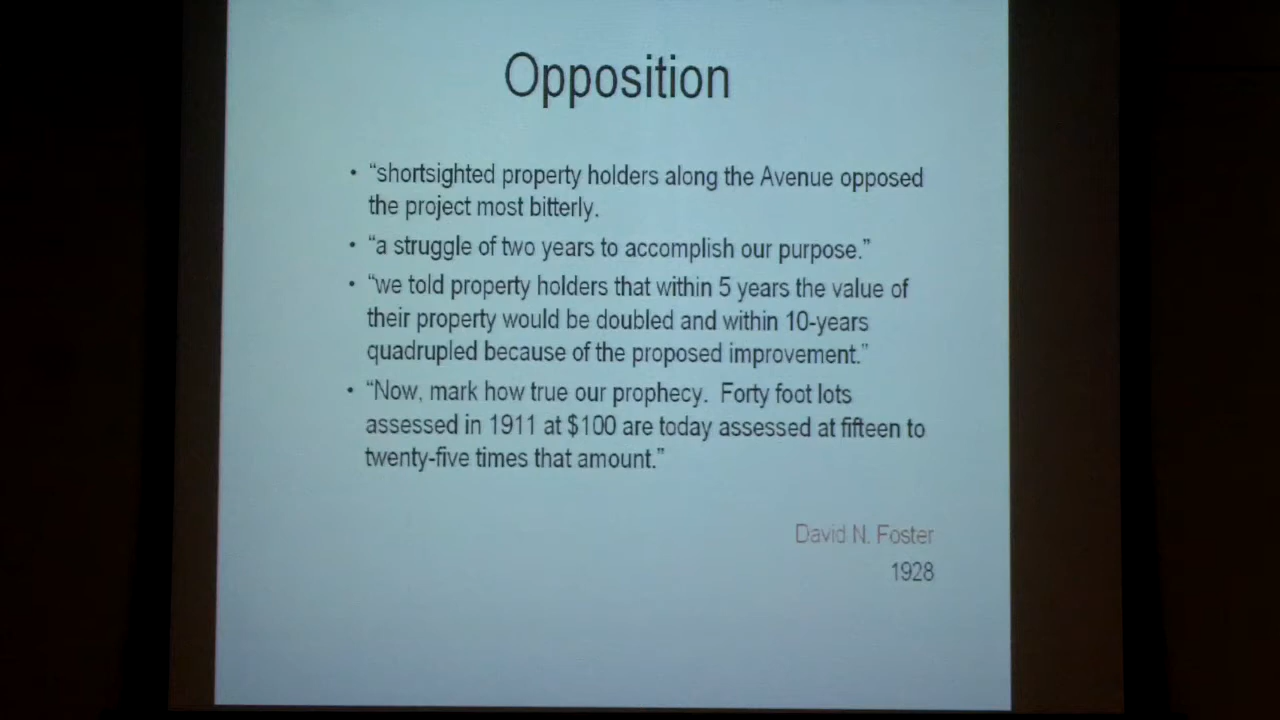 Opposition
• “shortsighted property holders along the Avenue opposed
the project most bitterly.
• “a struggle of two years to accomplish our purpose.”
• “we told property holders that within 5 years the value of
their property would be doubled and within 10-years
quadrupled because of the proposed improvement.”
• “Now, mark how true our prophecy.  Forty foot lots
assessed in 1911 at $100 are today assessed at fifteen to
twenty-five times that amount.”
David N. Foster
1928